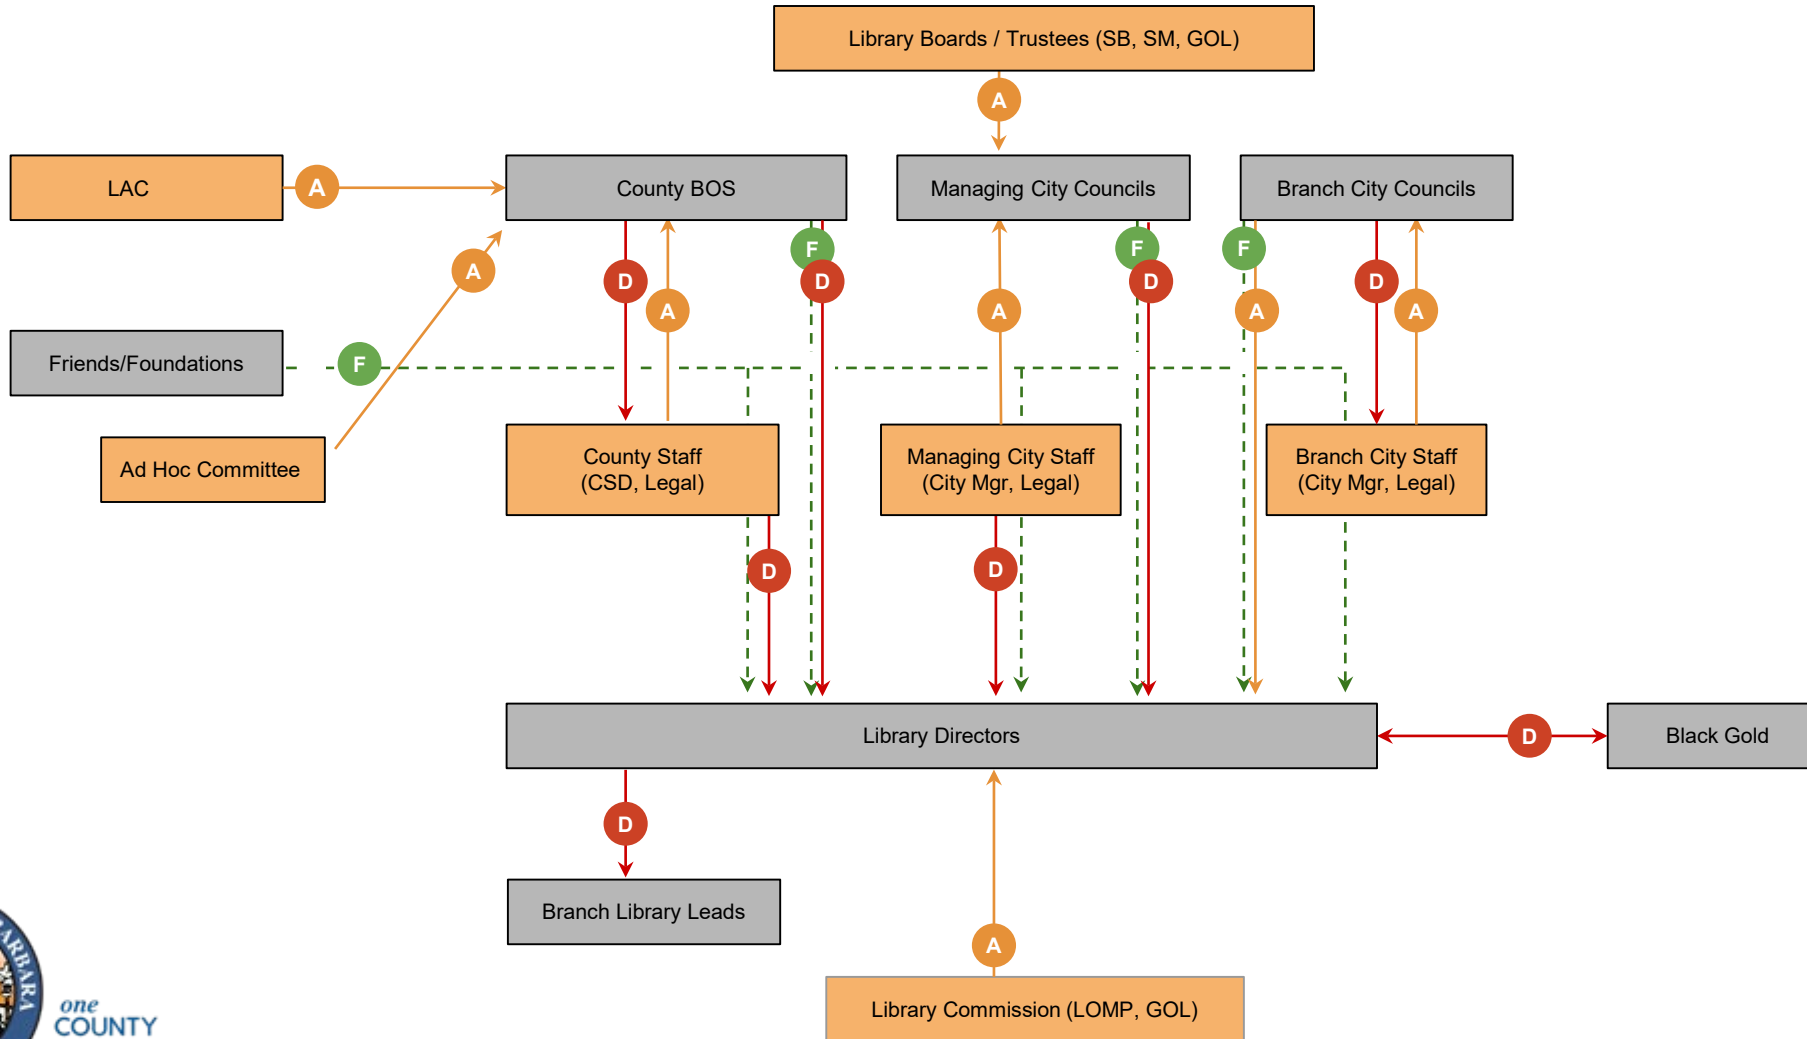 Library Boards / Trustees (SB, SM, GOL)
A
LAC
A
County BOS
Managing City Councils
Branch City Councils
A
F
D
A
D
A
F
D
F
A
D
A
Friends/Foundations
F
Ad Hoc Committee
County Staff
(CSD, Legal)
Managing City Staff
(City Mgr, Legal)
Branch City Staff
(City Mgr, Legal)
D
D
Library Directors
D
Black Gold
D
Branch Library Leads
A
Library Commission (LOMP, GOL)
BARBARA
one
COUNTY